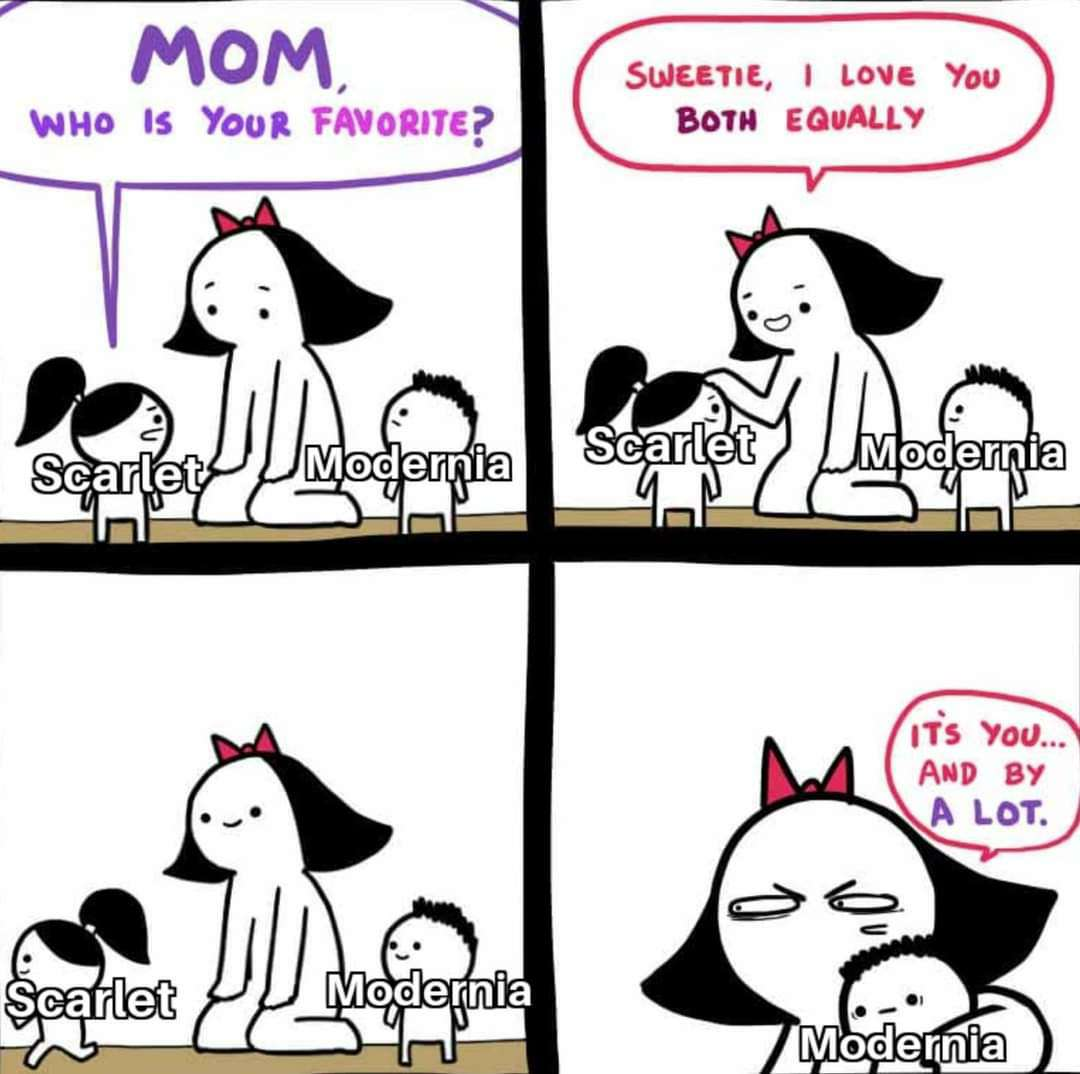 MOM,
WHO IS YOUR FAVORITE?
Scarlet
Modernia
SWEETIE, I LOVE YOU
BOTH EQUALLY
Scarlet
Modernia
Scarlet
Modernia
IT'S YOU...
AND BY
A LOT.
Modernia